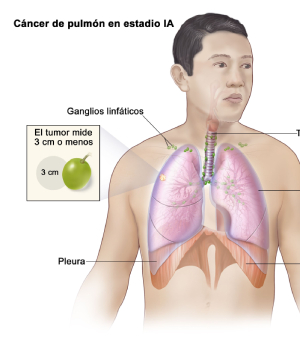 Cáncer de pulmón en estadio IA
Ganglios linfáticos
El tumor mide
3 cm o menos
3 cm
T
Pleura